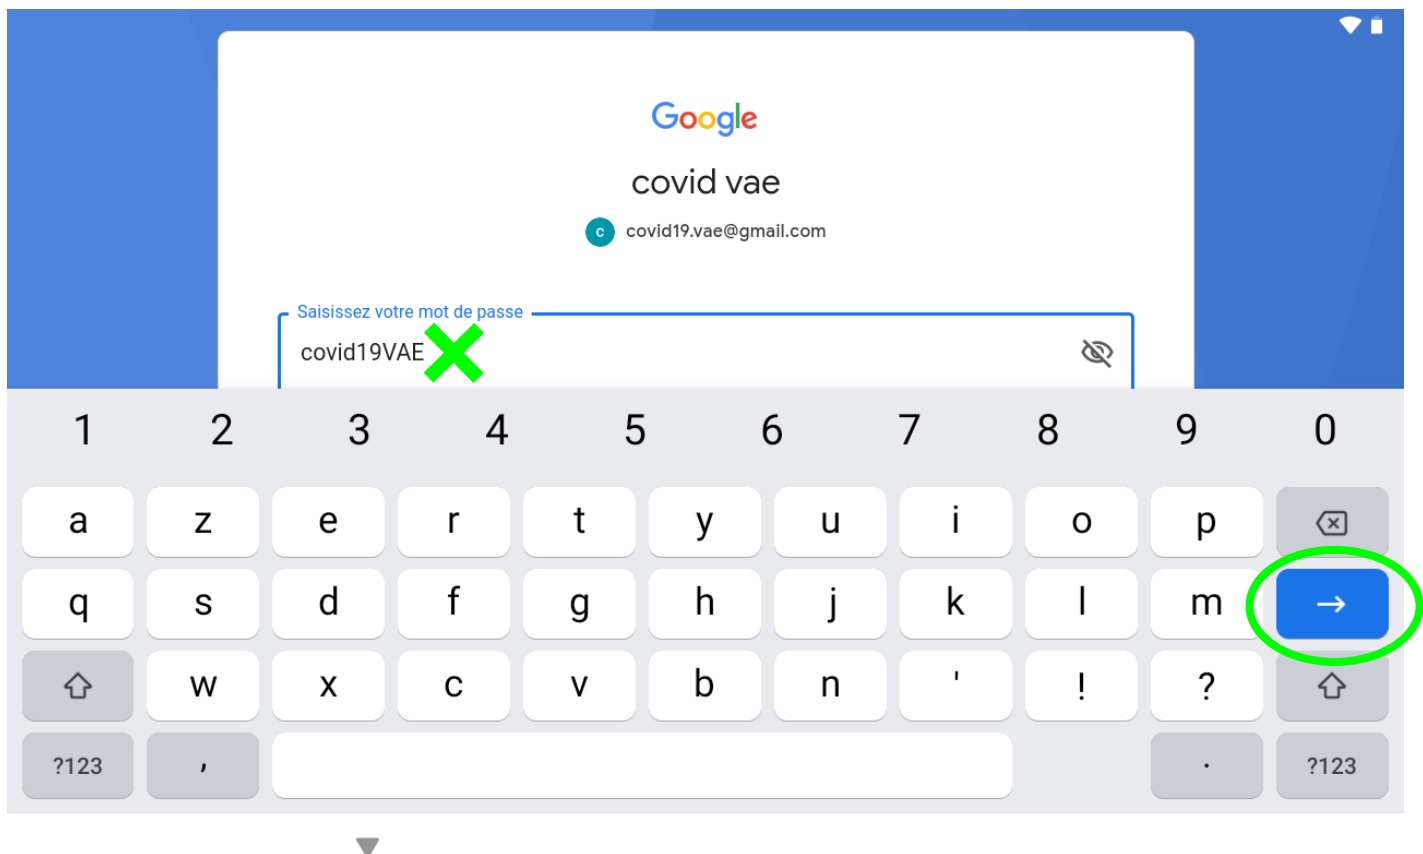 Google
covid vae
c covid19.vae@gmail.com
Saisissez votre mot de passe
covid19VAE
1 2 3 4 5 6 7 8 9 0
a z e r t y u i o p
q s d f g h j k l m
w x c v b n ' ! ?
?123 , . ?123